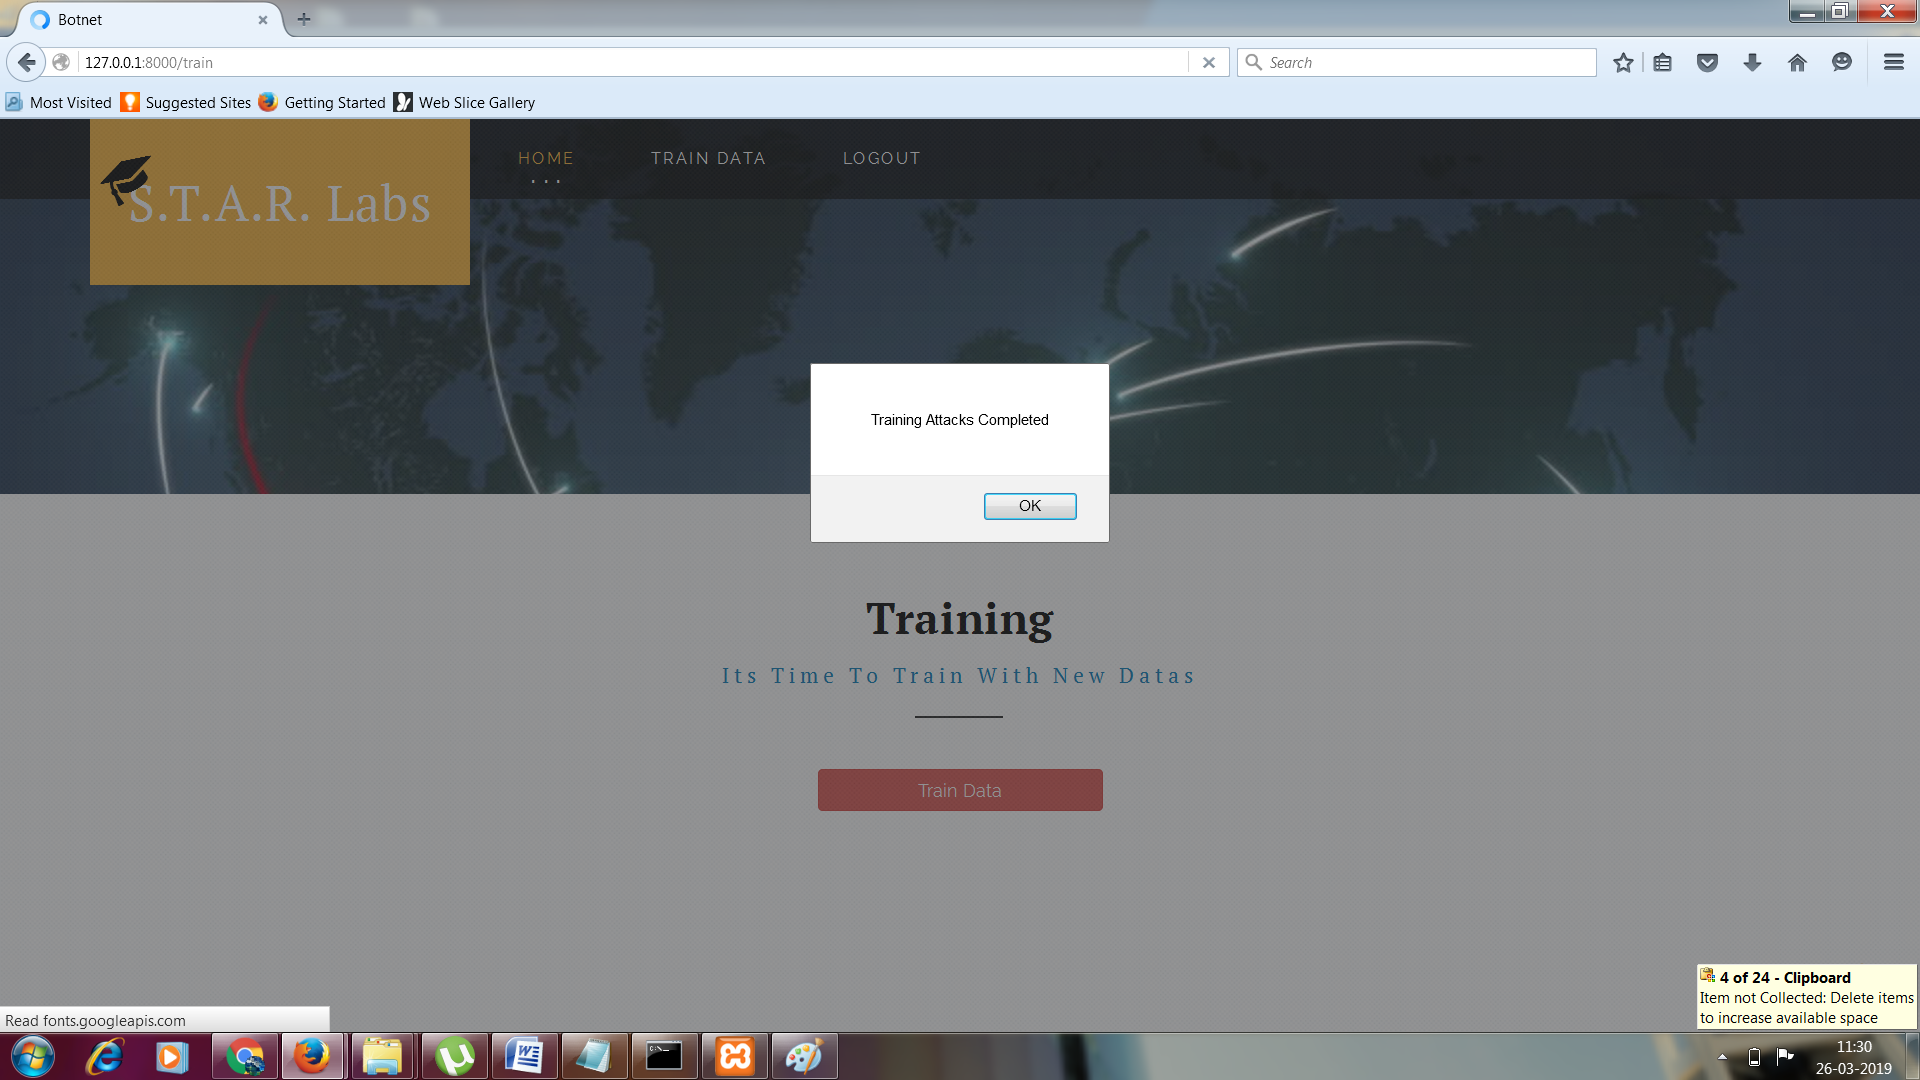 Botnet
127.0.0.1:8000/train
Search
Most Visited
Suggested Sites
Getting Started
Web Slice Gallery
S.T.A.R. Labs
HOME
TRAIN DATA
LOGOUT
Training Attacks Completed
OK
Training
Its Time To Train With New Datas
Train Data
4 of 24 - Clipboard
Item not Collected: Delete items
to increase available space
Read fonts.googleapis.com
11:30
26-03-2019